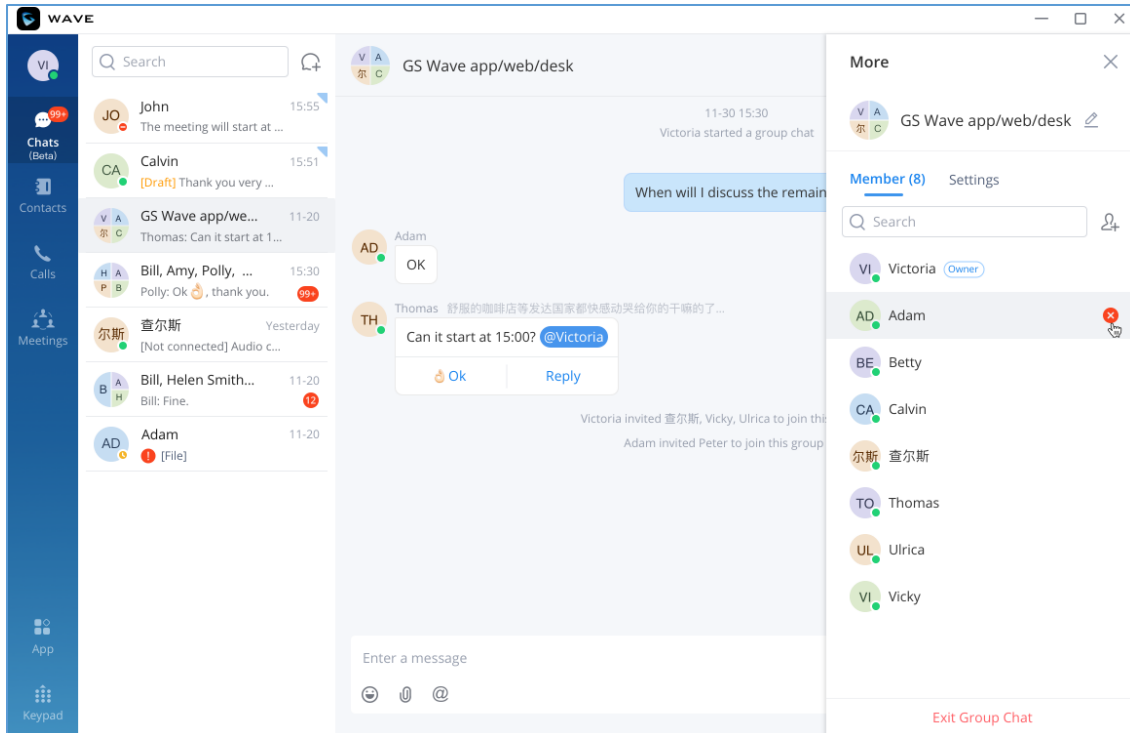 WAVE
VI
99+
Chats
(Beta)
Contacts
Calls
Meetings
App
Keypad
Search
JO
John
15:55
The meeting will start at ...
CA
Calvin
15:51
[Draft] Thank you very ...
V A
尔 C
GS Wave app/we...
11-20
Thomas: Can it start at 1...
H A
P B
Bill, Amy, Polly, ...
15:30
Polly: Ok👌🏻, thank you.
99+
尔斯
查尔斯
Yesterday
[Not connected] Audio c...
B A
H
Bill, Helen Smith...
11-20
Bill: Fine.
12
AD
Adam
11-20
! [File]
V A
尔 C
GS Wave app/web/desk
11-30 15:30
Victoria started a group chat
When will I discuss the remain
AD
Adam
OK
TH
Thomas 舒服的咖啡店等发达国家都快感动哭给你的干嘛的了...
Can it start at 15:00? @Victoria
👌🏻Ok
Reply
Victoria invited 查尔斯, Vicky, Ulrica to join this
Adam invited Peter to join this group
Enter a message
@
More
V A
尔 C
GS Wave app/web/desk
Member (8)
Settings
Search
VI
Victoria
Owner
AD
Adam
BE
Betty
CA
Calvin
尔斯
查尔斯
TO
Thomas
UL
Ulrica
VI
Vicky
Exit Group Chat